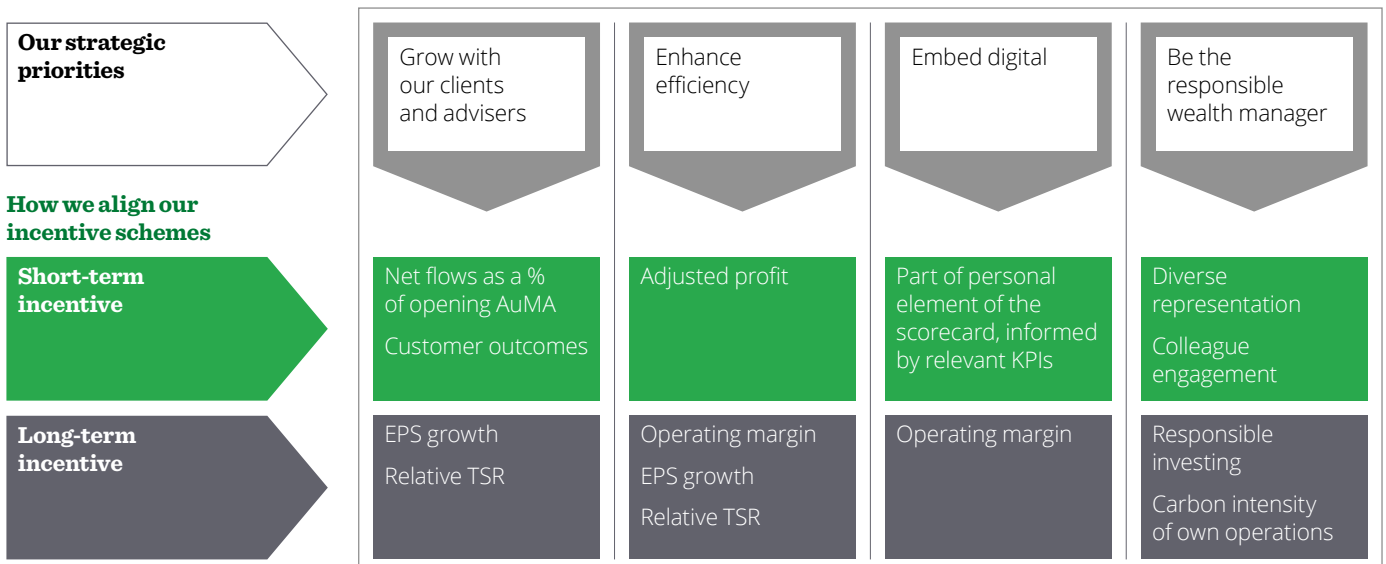 Our strategic
priorities
Grow with
our clients
and advisers
Enhance
efficiency
Embed digital
Be the
responsible
wealth manager
How we align our
incentive schemes
Short-term
incentive
Net flows as a %
of opening AuMA
Customer outcomes
Adjusted profit
Part of personal
element of the
scorecard, informed
by relevant KPIs
Diverse
representation
Colleague
engagement
Long-term
incentive
EPS growth
Relative TSR
Operating margin
EPS growth
Relative TSR
Operating margin
Responsible
investing
Carbon intensity
of own operations